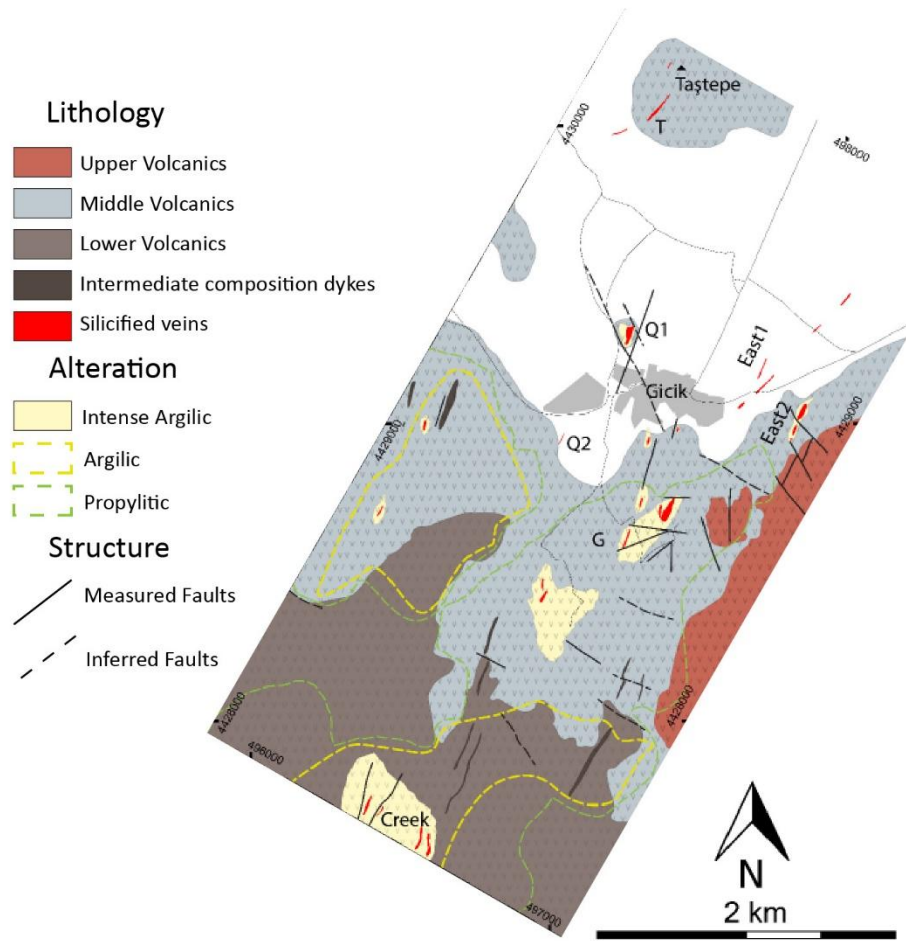 Lithology
Upper Volcanics
Middle Volcanics
Lower Volcanics
Intermediate composition dykes
Silicified veins
Alteration
Intense Argilic
Argilic
Propylitic
Structure
Measured Faults
Inferred Faults
Taştepe
T
4430000
498000
Q1
East1
Gicik
Q2
East2
4429000
4429000
G
4428000
4428000
496000
Creek
497000
N
2 km